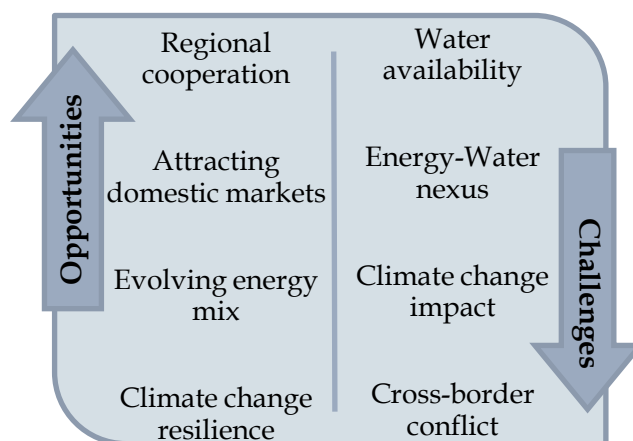 Opportunities
Regional
cooperation
Attracting
domestic markets
Evolving energy
mix
Climate change
resilience
Water
availability
Energy-Water
nexus
Climate change
impact
Cross-border
conflict
Challenges